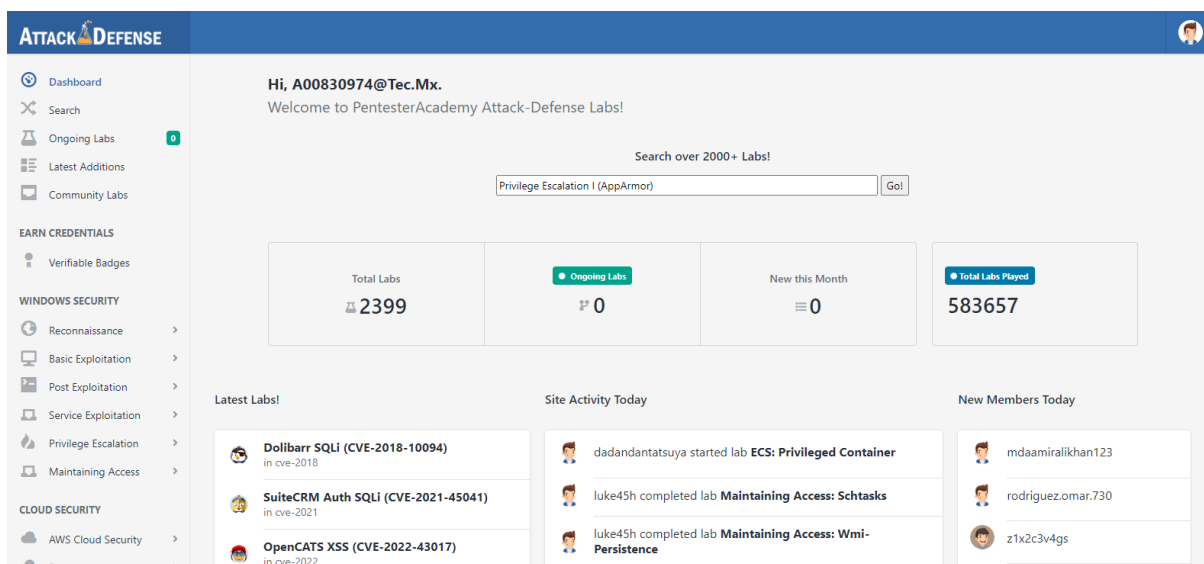 ATTACK DEFENSE
Dashboard
Search
Ongoing Labs 0
Latest Additions
Community Labs
EARN CREDENTIALS
Verifiable Badges
WINDOWS SECURITY
Reconnaissance
Basic Exploitation
Post Exploitation
Service Exploitation
Privilege Escalation
Maintaining Access
CLOUD SECURITY
AWS Cloud Security
Hi, A00830974@Tec.Mx.
Welcome to PentesterAcademy Attack-Defense Labs!
Search over 2000+ Labs!
Privilege Escalation I (AppArmor) Go!
Total Labs
2399
Ongoing Labs
0
New this Month
0
Total Labs Played
583657
Latest Labs!
Dolibarr SQLi (CVE-2018-10094)
in cve-2018
SuiteCRM Auth SQLi (CVE-2021-45041)
in cve-2021
OpenCATS XSS (CVE-2022-43017)
in cve-2022
Site Activity Today
dadandantatsuya started lab ECS: Privileged Container
luke45h completed lab Maintaining Access: Schtasks
luke45h completed lab Maintaining Access: Wmi-
Persistence
New Members Today
mdaamiralikhan123
rodriguez.omar.730
z1x2c3v4gs